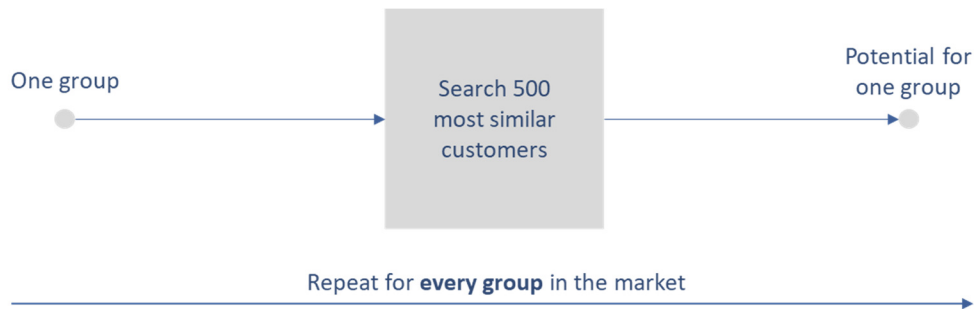 One group
Search 500
most similar
customers
Potential for
one group
Repeat for every group in the market